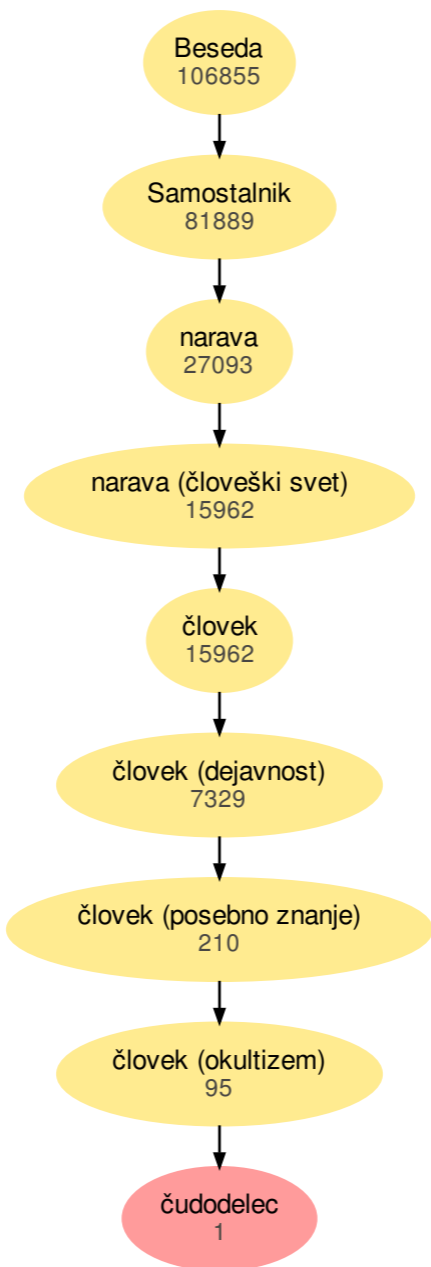 Beseda
106855
Samostalnik
81889
narava
27093
narava (človeški svet)
15962
človek
15962
človek (dejavnost)
7329
človek (posebno znanje)
210
človek (okultizem)
95
čudodelec
1